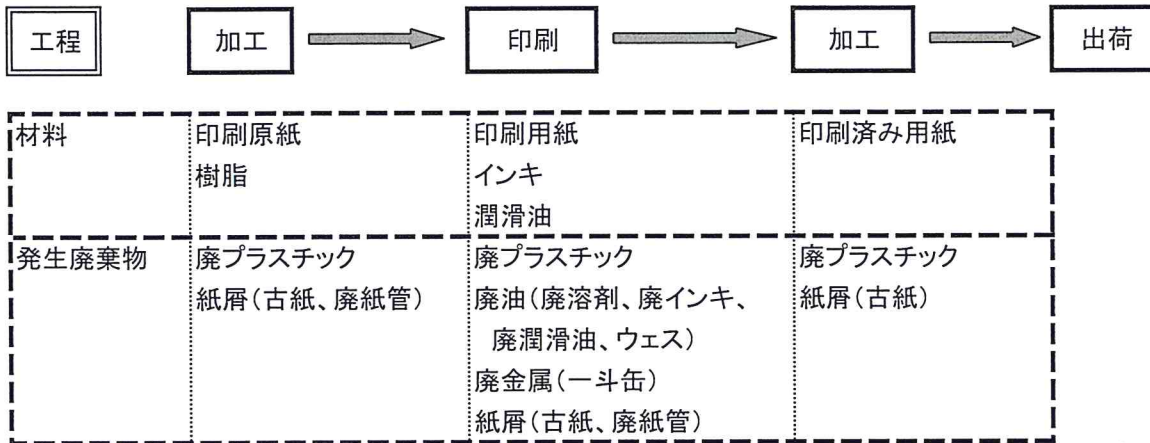 工程 加工 印刷 加工 出荷
材料 印刷原紙 印刷用紙 印刷済み用紙
樹脂 インキ
潤滑油
発生廃棄物 廃プラスチック 廃プラスチック 廃プラスチック
紙屑(古紙、廃紙管) 廃油(廃溶剤、廃インキ、 紙屑(古紙)
廃潤滑油、ウェス)
廃金属(一斗缶)
紙屑(古紙、廃紙管)